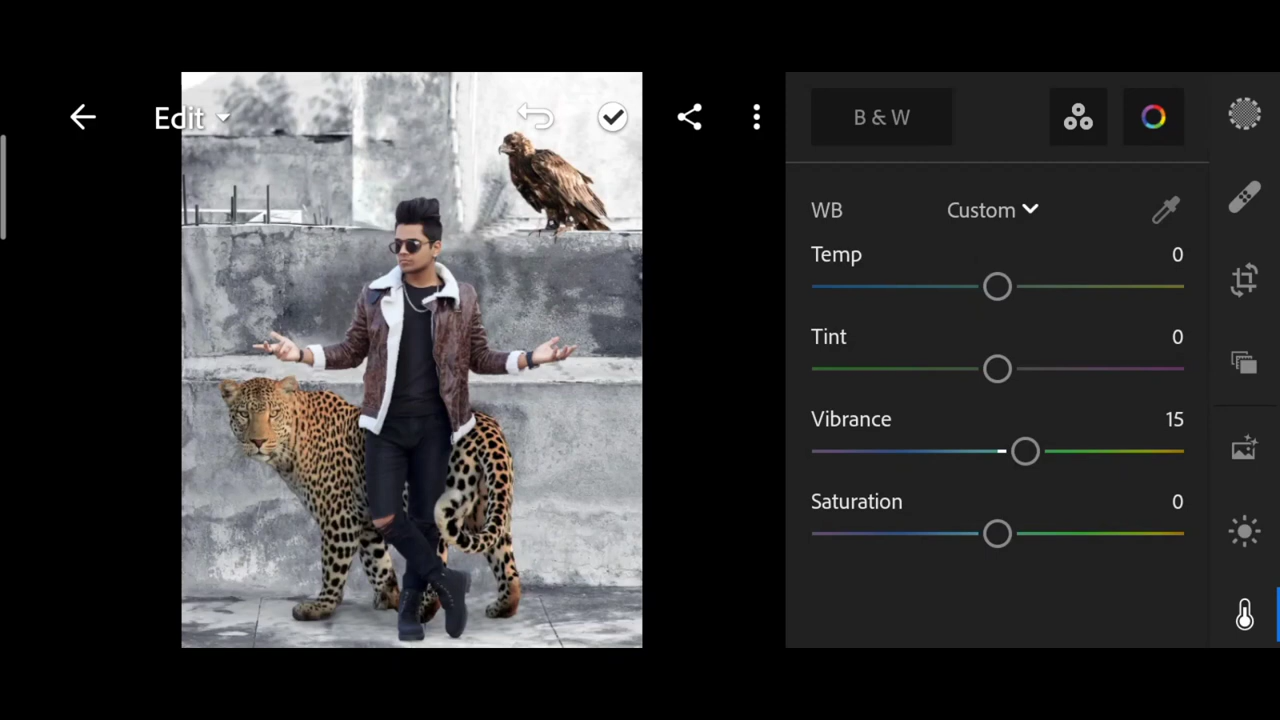 Edit
B & W
WB Custom
Temp 0
Tint 0
Vibrance 15
Saturation 0